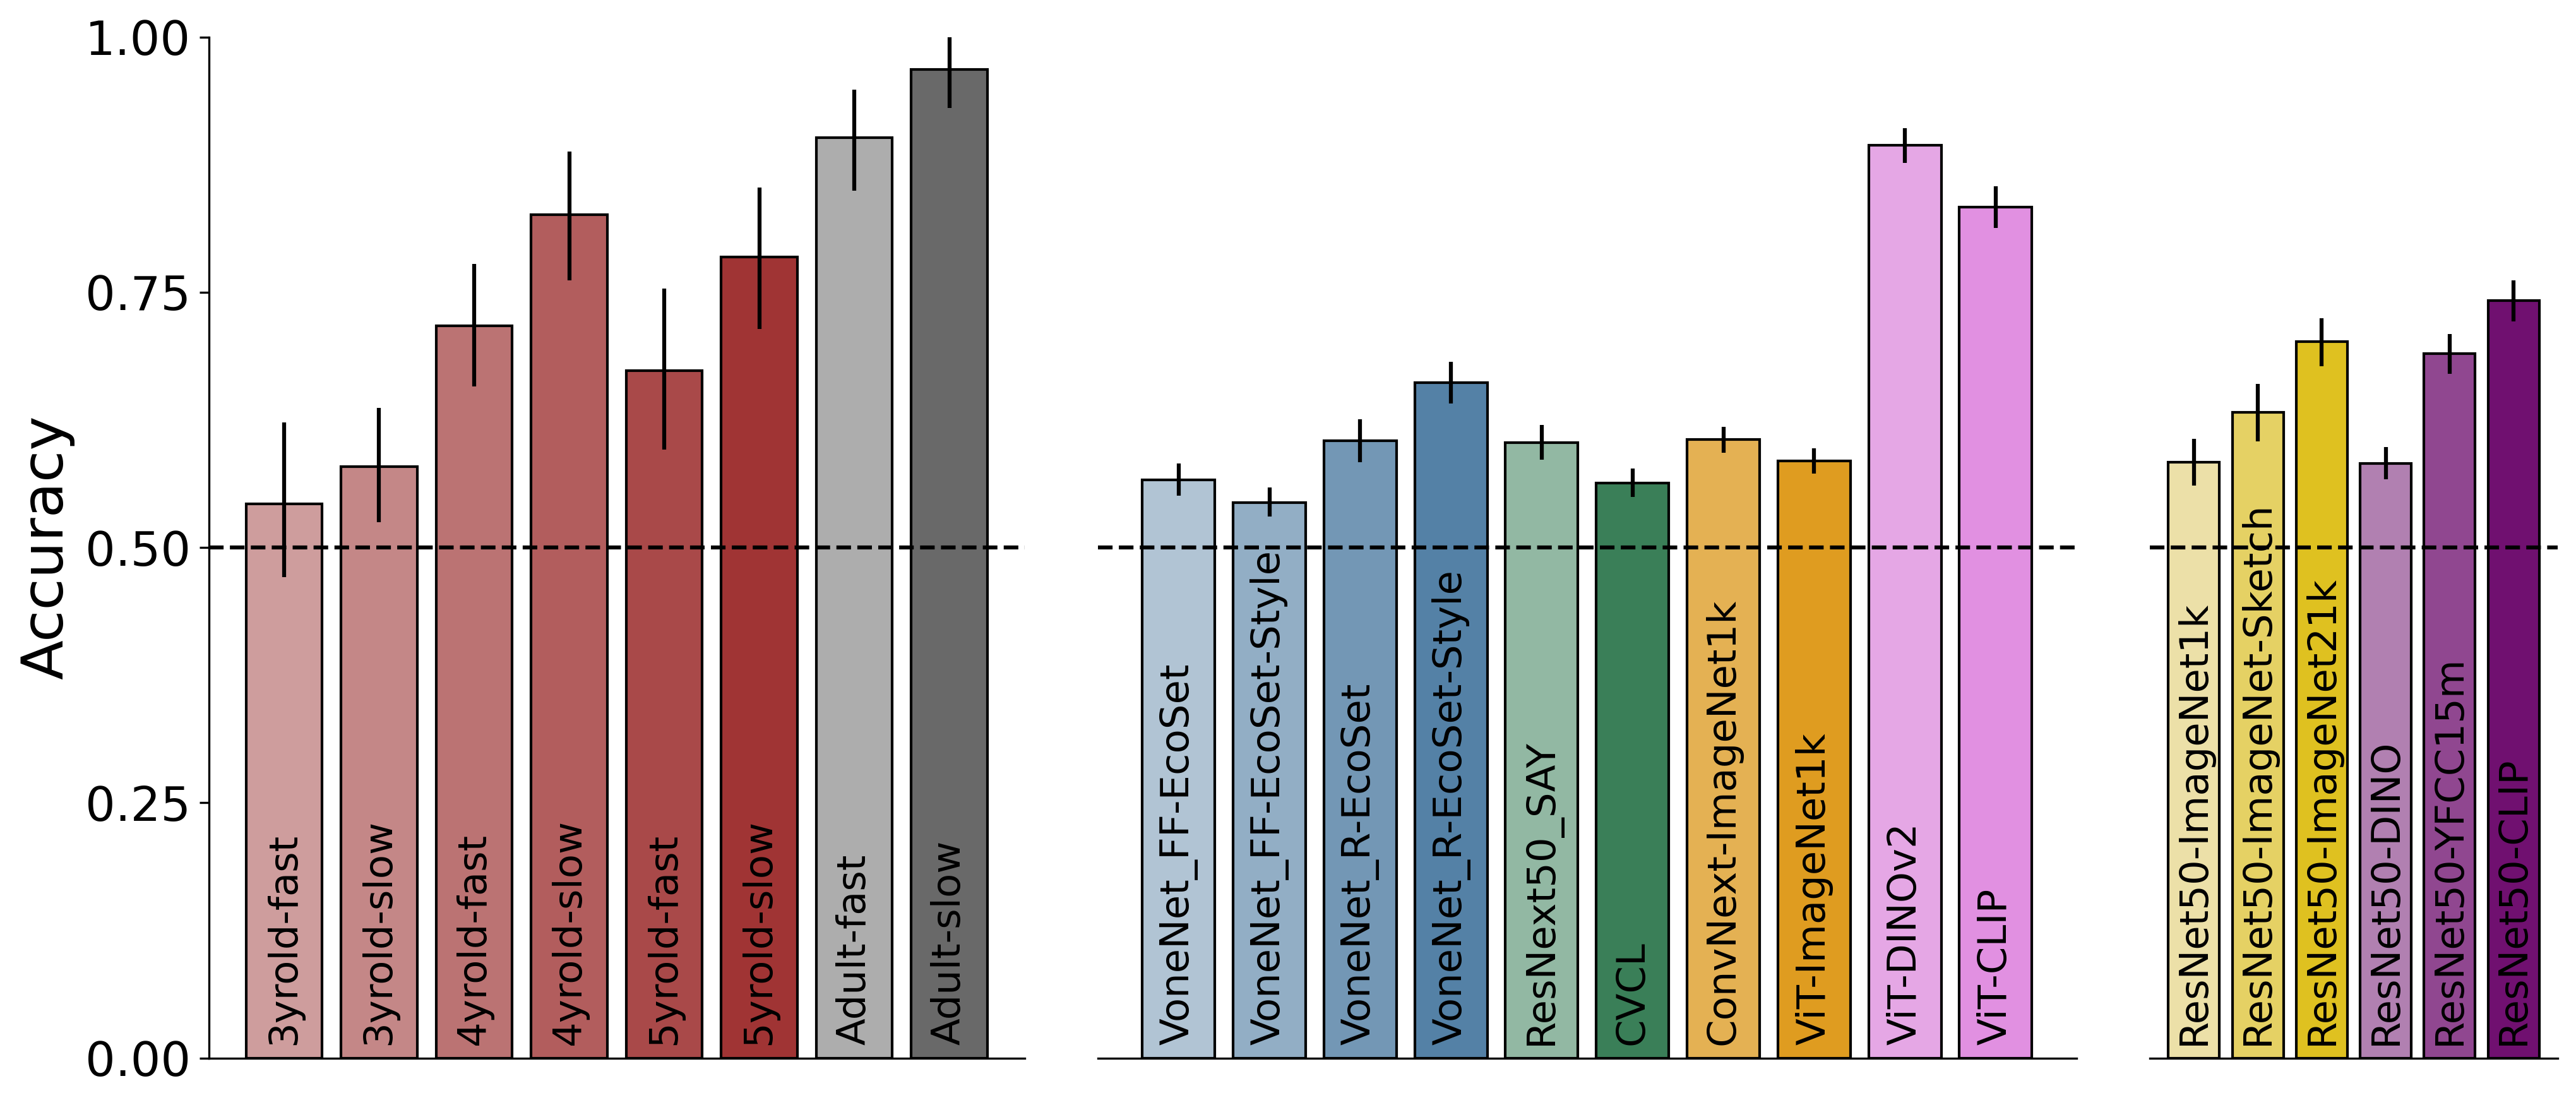 Accuracy
1.00
0.75
0.50
0.25
0.00
3yrold-fast
3yrold-slow
4yrold-fast
4yrold-slow
5yrold-fast
5yrold-slow
Adult-fast
Adult-slow
VoneNet_FF-EcoSet
VoneNet_FF-EcoSet-Style
VoneNet_R-EcoSet
VoneNet_R-EcoSet-Style
ResNext50_SAY
CVCL
ConvNext-ImageNet1k
ViT-ImageNet1k
ViT-DINOv2
ViT-CLIP
ResNet50-ImageNet1k
ResNet50-ImageNet-Sketch
ResNet50-ImageNet21k
ResNet50-DINO
ResNet50-YFCC15m
ResNet50-CLIP